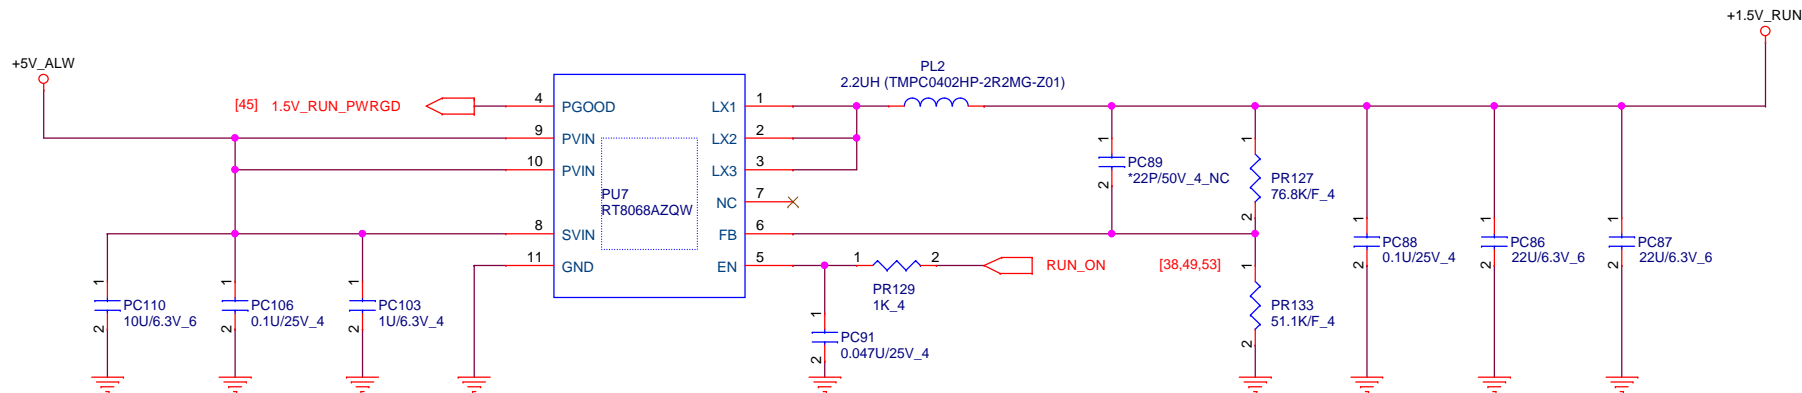 +1.5V_RUN
+5V_ALW
PL2
2.2UH (TMPC0402HP-2R2MG-Z01)
[45] 1.5V_RUN_PWRGD
4 PGOOD
LX1 1
9 PVIN
LX2 2
10 PVIN
LX3 3
PU7
RT8068AZQW
NC 7
8 SVIN
FB 6
11 GND
EN 5
1
2
PC89
*22P/50V_4_NC
1
2
PR127
76.8K/F_4
1 2
PR129
1K_4
RUN_ON
[38,49,53]
1
2
PC88
0.1U/25V_4
1
2
PC86
22U/6.3V_6
1
2
PC87
22U/6.3V_6
1
2
PC110
10U/6.3V_6
1
2
PC106
0.1U/25V_4
1
2
PC103
1U/6.3V_4
1
2
PC91
0.047U/25V_4
1
2
PR133
51.1K/F_4